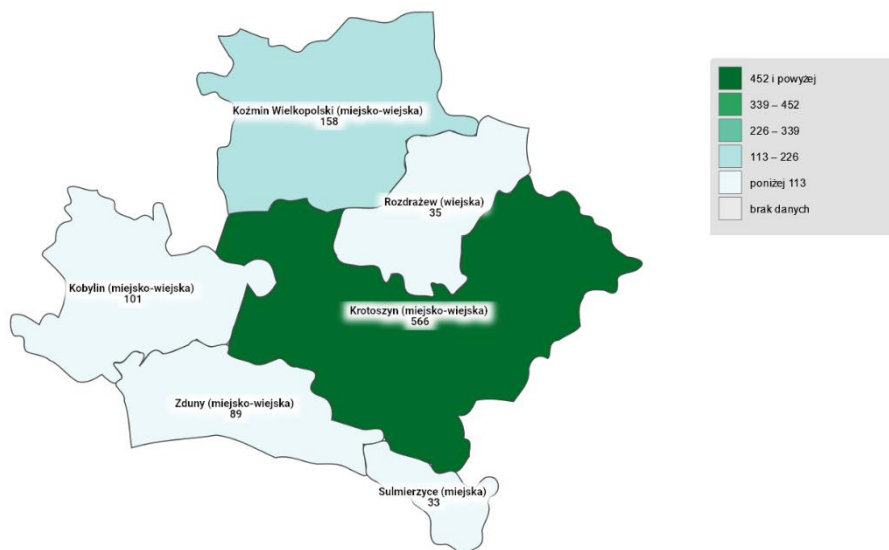 Koźmin Wielkopolski (miejsko-wiejska)
158
Rozdrażew (wiejska)
35
Kobylin (miejsko-wiejska)
101
Krotoszyn (miejsko-wiejska)
566
Zduny (miejsko-wiejska)
89
Sulmierzyce (miejska)
33
452 i powyżej
339 – 452
226 – 339
113 – 226
poniżej 113
brak danych